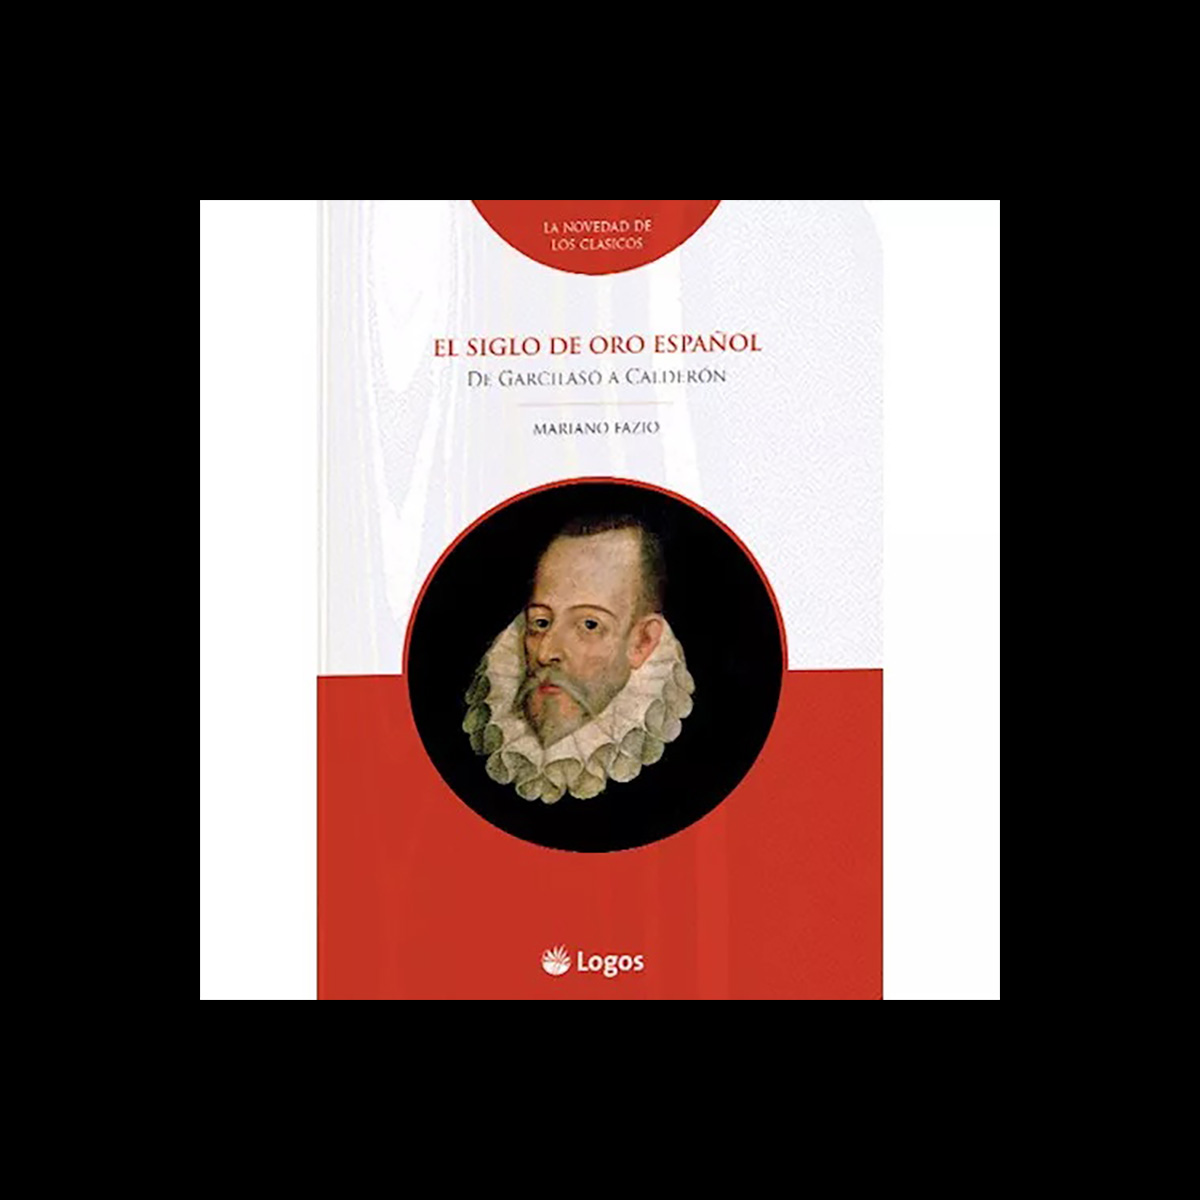 LA NOVEDAD DE
LOS CLASICOS
EL SIGLO DE ORO ESPAÑOL
DE GARCILASO A CALDERÓN
MARIANO FAZIO
Logos